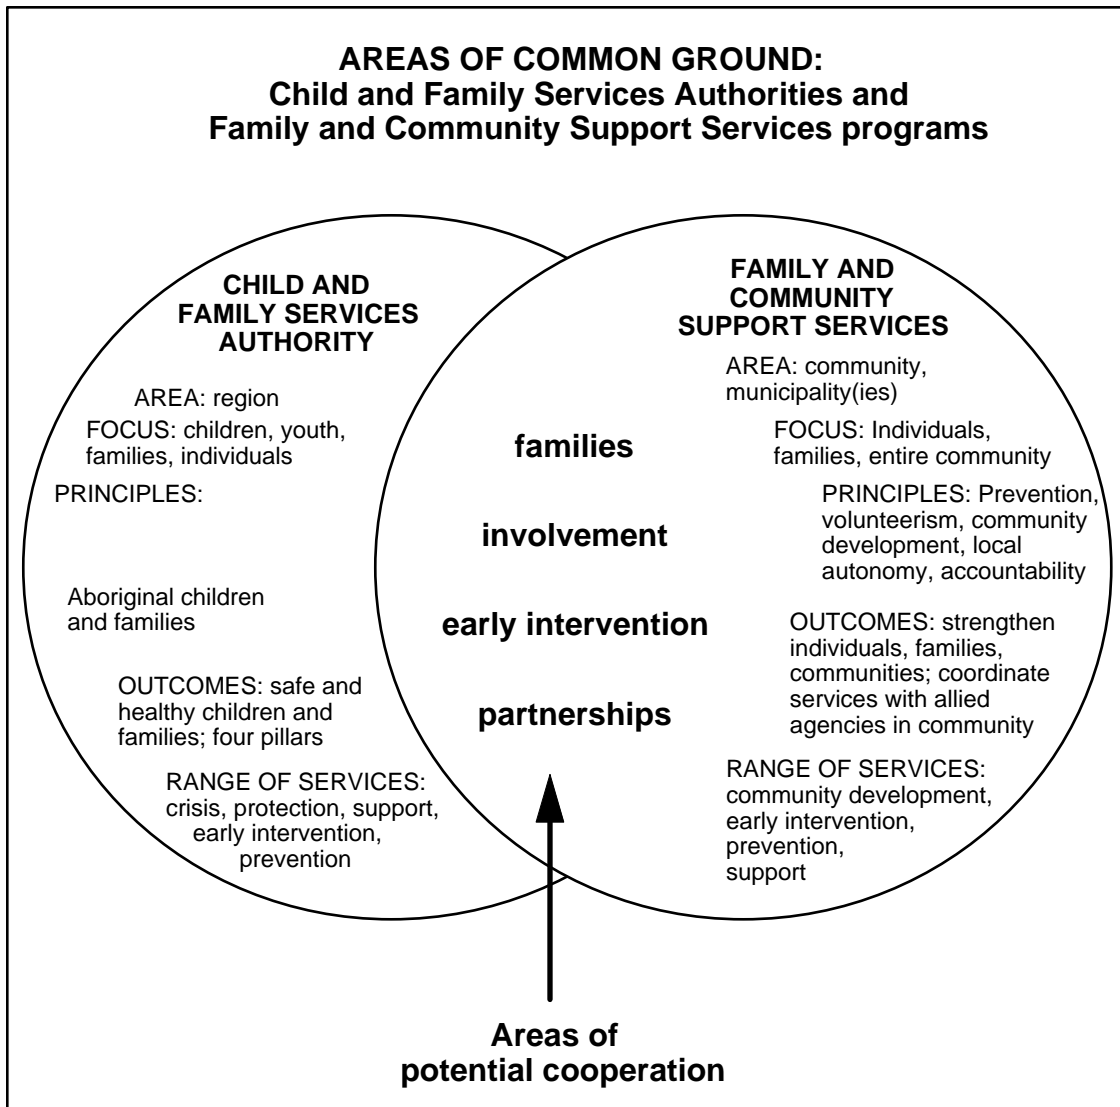 AREAS OF COMMON GROUND:
Child and Family Services Authorities and
Family and Community Support Services programs
CHILD AND
FAMILY SERVICES
AUTHORITY
AREA: region
FOCUS: children, youth,
families, individuals
PRINCIPLES:
Aboriginal children
and families
OUTCOMES: safe and
healthy children and
families; four pillars
RANGE OF SERVICES:
crisis, protection, support,
early intervention,
prevention
families
involvement
early intervention
partnerships
FAMILY AND
COMMUNITY
SUPPORT SERVICES
AREA: community,
municipality(ies)
FOCUS: Individuals,
families, entire community
PRINCIPLES: Prevention,
volunteerism, community
development, local
autonomy, accountability
OUTCOMES: strengthen
individuals, families,
communities; coordinate
services with allied
agencies in community
RANGE OF SERVICES:
community development,
early intervention,
prevention,
support
Areas of
potential cooperation